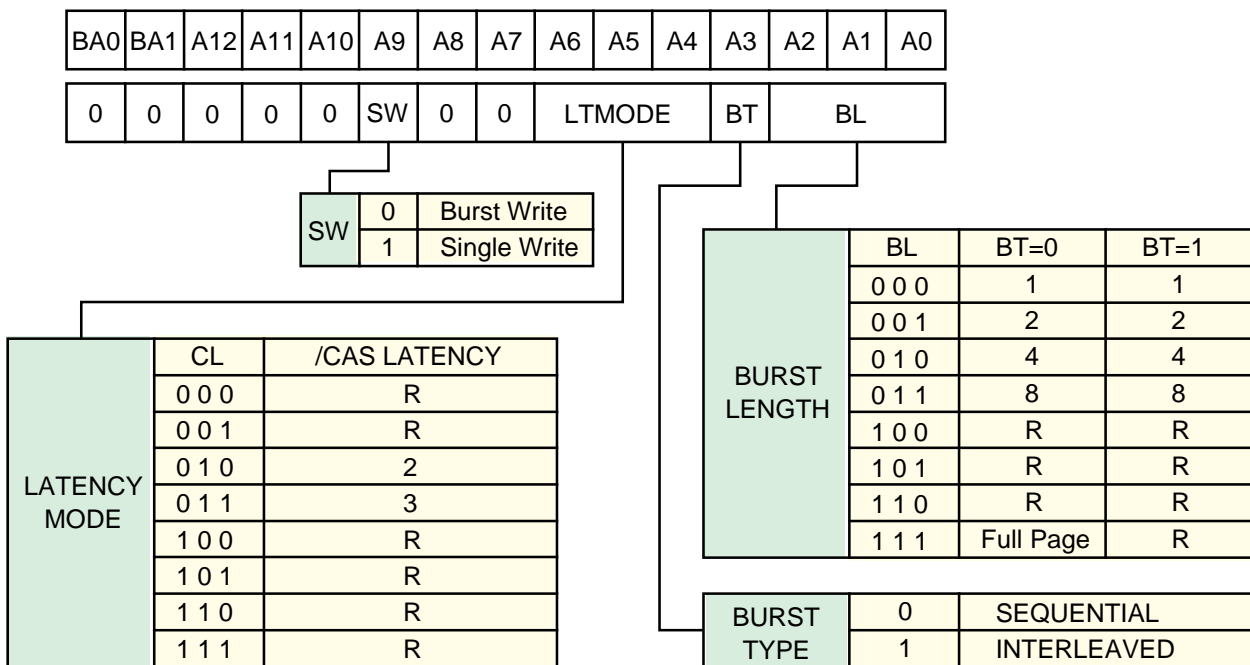 BA0 BA1 A12 A11 A10 A9 A8 A7 A6 A5 A4 A3 A2 A1 A0
0 0 0 0 0 SW 0 0 LTMODE BT BL
SW
0 Burst Write
1 Single Write
BURST
LENGTH
BL BT=0 BT=1
0 0 0 1 1
0 0 1 2 2
0 1 0 4 4
0 1 1 8 8
1 0 0 R R
1 0 1 R R
1 1 0 R R
1 1 1 Full Page R
LATENCY
MODE
CL /CAS LATENCY
0 0 0 R
0 0 1 R
0 1 0 2
0 1 1 3
1 0 0 R
1 0 1 R
1 1 0 R
1 1 1 R
BURST
TYPE
0 SEQUENTIAL
1 INTERLEAVED